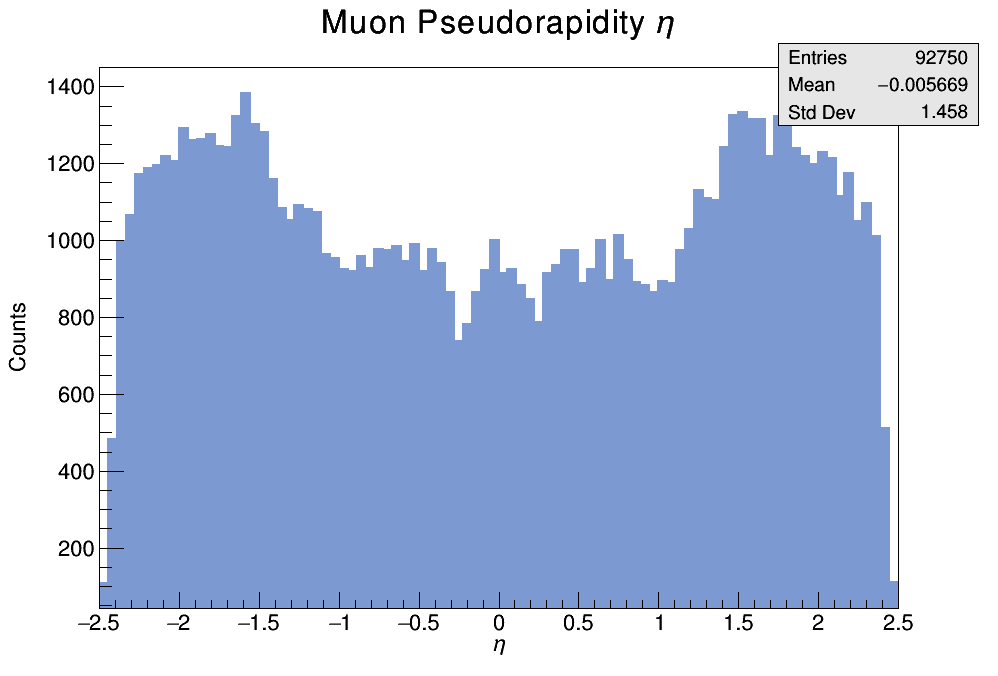 Muon Pseudorapidity η
Entries 92750
Mean −0.005669
Std Dev 1.458
1400
1200
1000
800
600
400
200
Counts
−2.5 −2 −1.5 −1 −0.5 0 0.5 1 1.5 2 2.5
η